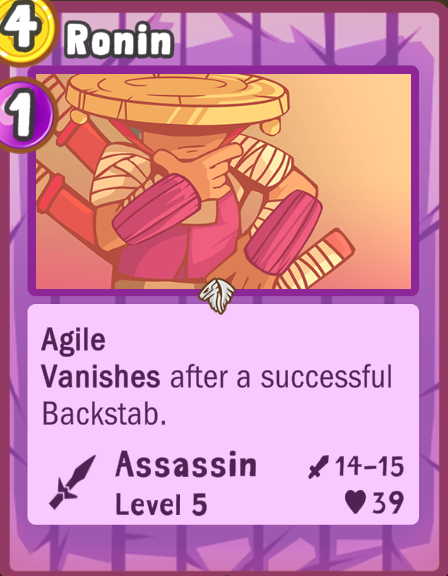 4
Ronin
1
Agile
Vanishes after a successful
Backstab.
Assassin
14–15
Level 5
39